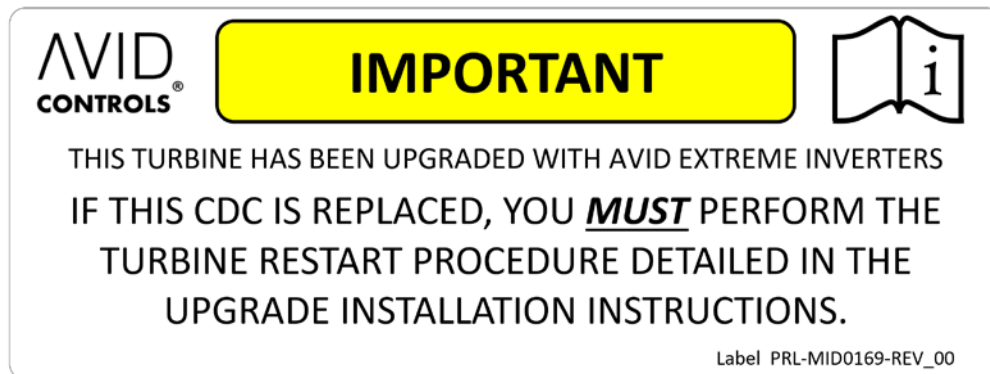 AVID
CONTROLS®
IMPORTANT
i
THIS TURBINE HAS BEEN UPGRADED WITH AVID EXTREME INVERTERS
IF THIS CDC IS REPLACED, YOU MUST PERFORM THE
TURBINE RESTART PROCEDURE DETAILED IN THE
UPGRADE INSTALLATION INSTRUCTIONS.
Label PRL-MID0169-REV_00